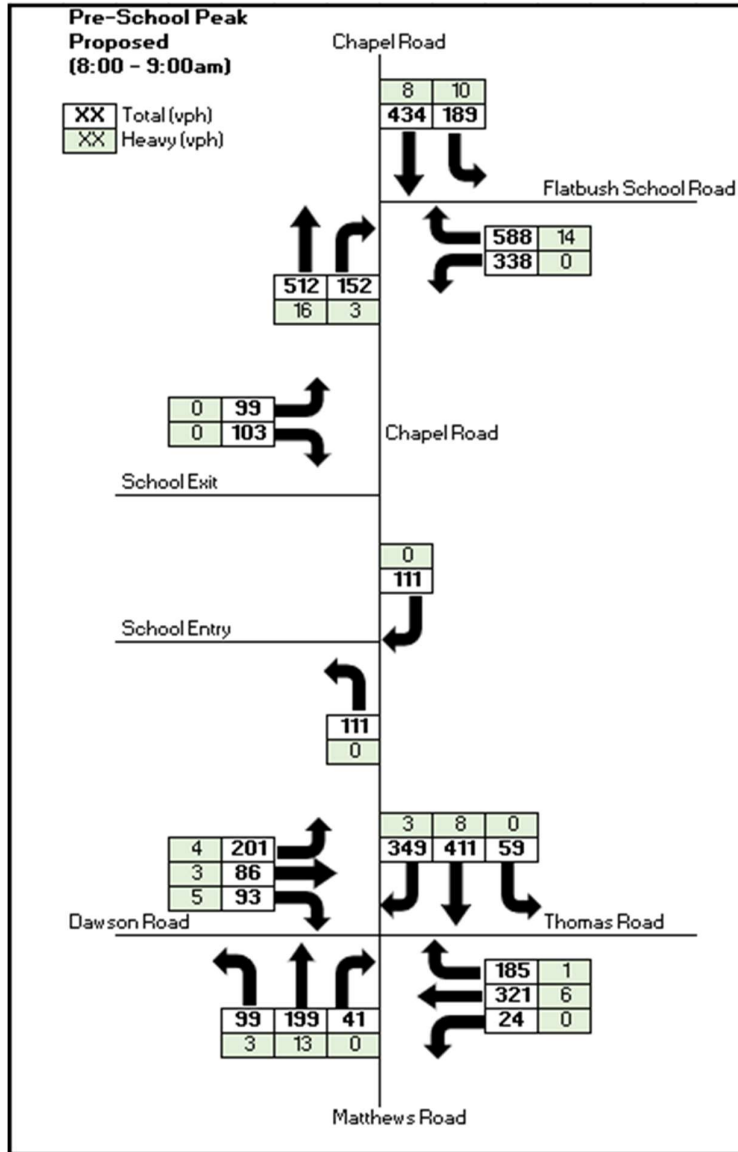 Pre-School Peak
Proposed
(8:00 - 9:00am)
XX Total (vph)
XX Heavy (vph)
Chapel Road
8 10
434 189
Flatbush School Road
588 14
338 0
512 152
16 3
0 99
0 103
Chapel Road
School Exit
0
111
School Entry
111
0
3 8 0
349 411 59
4 201
3 86
5 93
Dawson Road
Thomas Road
185 1
321 6
24 0
99 199 41
3 13 0
Matthews Road